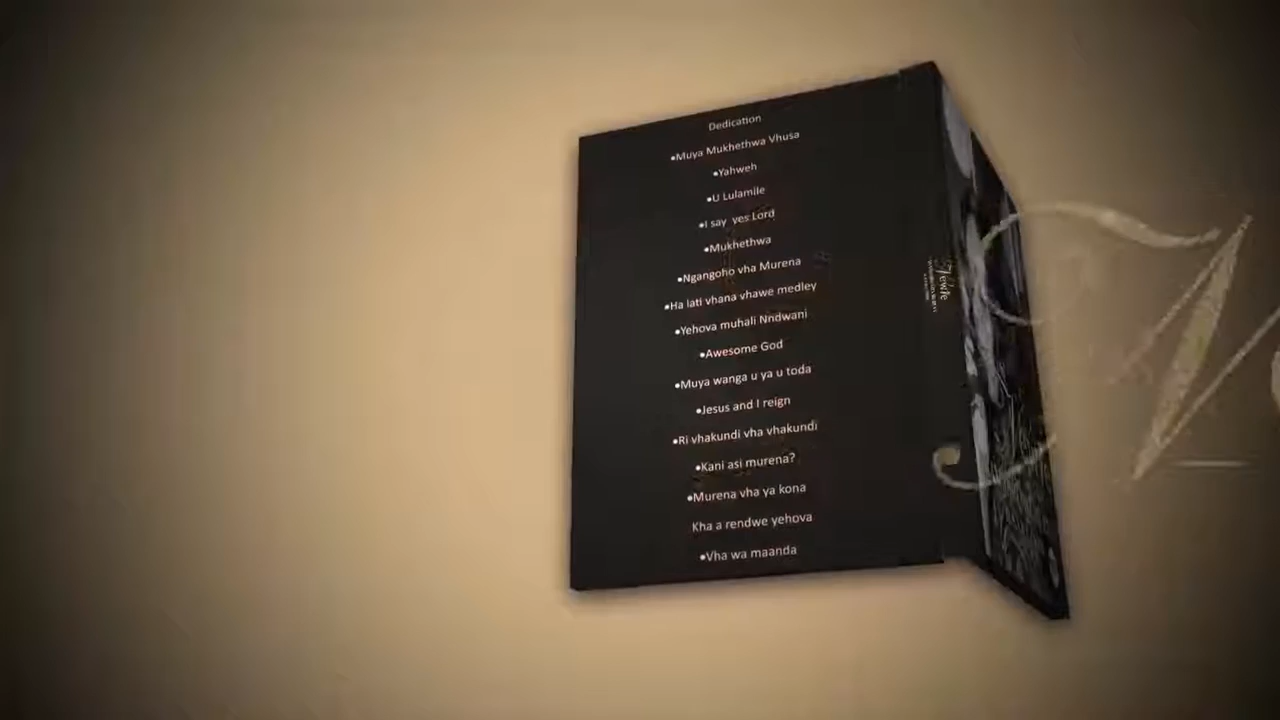 Dedication
•Muya Mukhethwa Vhusa
•Yahweh
•U Lulamile
•I say yes Lord
•Mukhethwa
•Ngangoho vha Murena
•Ha lati vhana vhawe medley
•Yehova muhali Nndwani
•Awesome God
•Muya wanga u ya u toda
•Jesus and I reign
•Ri vhakundi vha vhakundi
•Kani asi murena?
•Murena vha ya kona
Kha a rendwe yehova
•Vha wa maanda